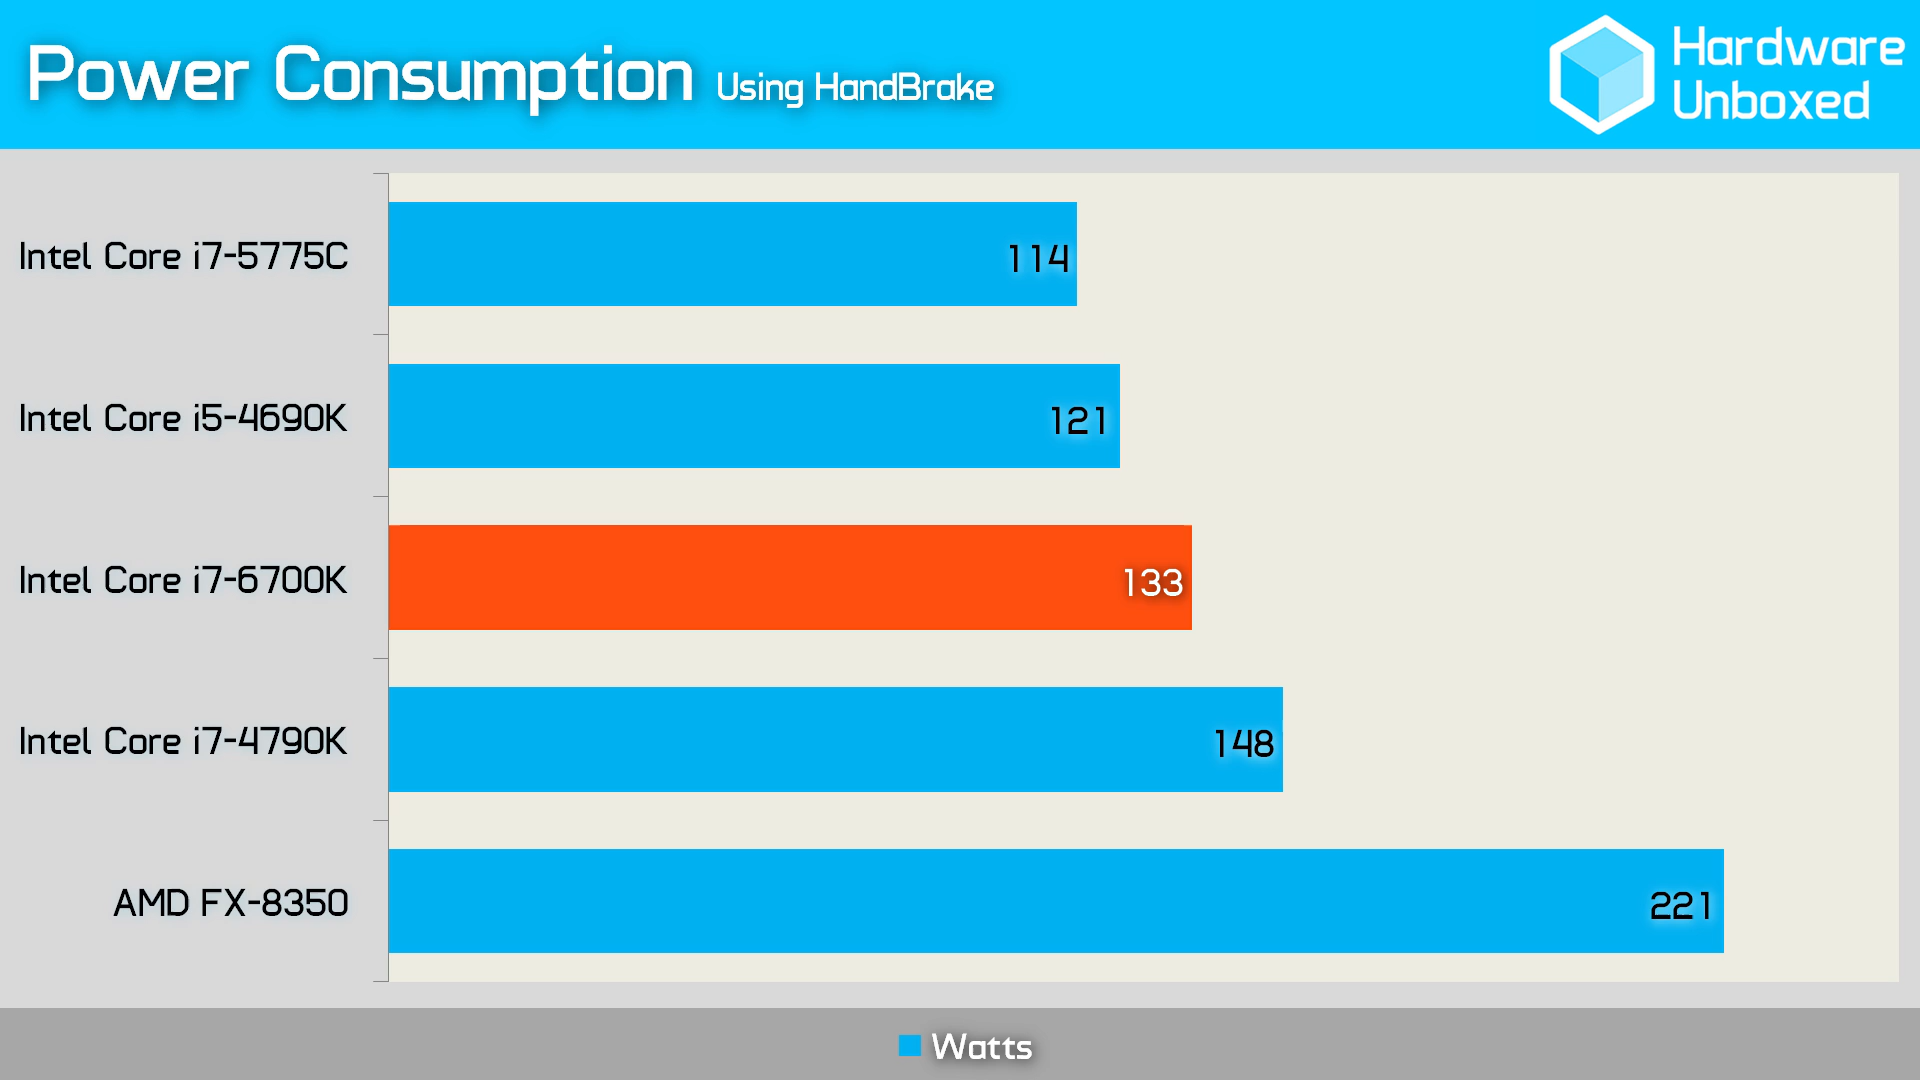 Power Consumption Using HandBrake
Hardware
Unboxed
Intel Core i7-5775C 114
Intel Core i5-4690K 121
Intel Core i7-6700K 133
Intel Core i7-4790K 148
AMD FX-8350 221
Watts